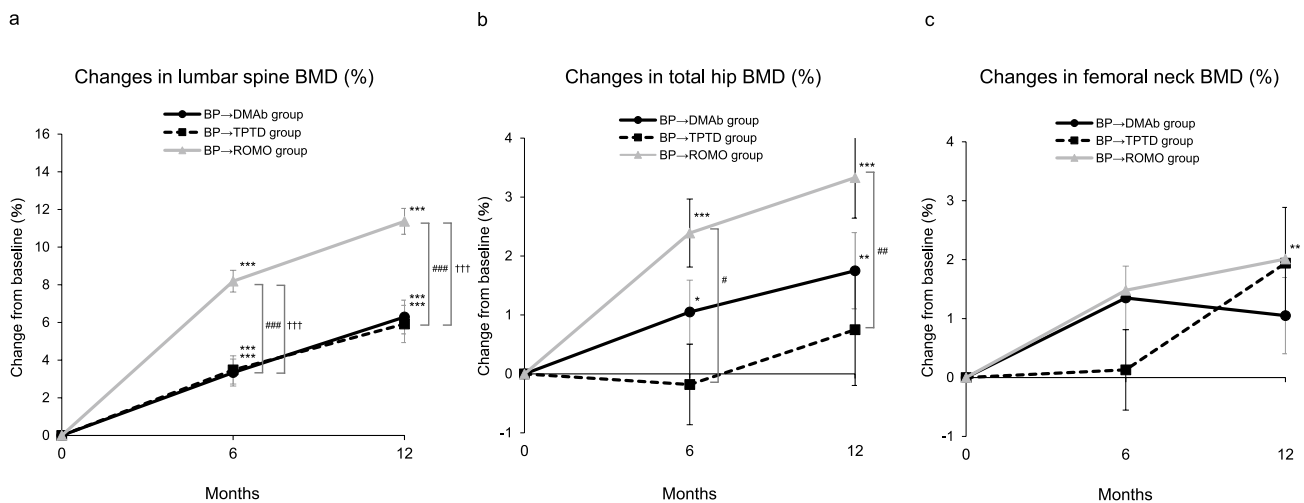 a
Changes in lumbar spine BMD (%)
BP→DMAb group
BP→TPTD group
BP→ROMO group
Change from baseline (%)
16
14
12
10
8
6
4
2
0
***
***
***
***
***
***
###
†††
###
†††
0
6
12
Months
b
Changes in total hip BMD (%)
BP→DMAb group
BP→TPTD group
BP→ROMO group
Change from baseline (%)
4
3
2
1
0
-1
***
***
**
*
#
##
0
6
12
Months
c
Changes in femoral neck BMD (%)
BP→DMAb group
BP→TPTD group
BP→ROMO group
Change from baseline (%)
4
3
2
1
0
-1
**
0
6
12
Months